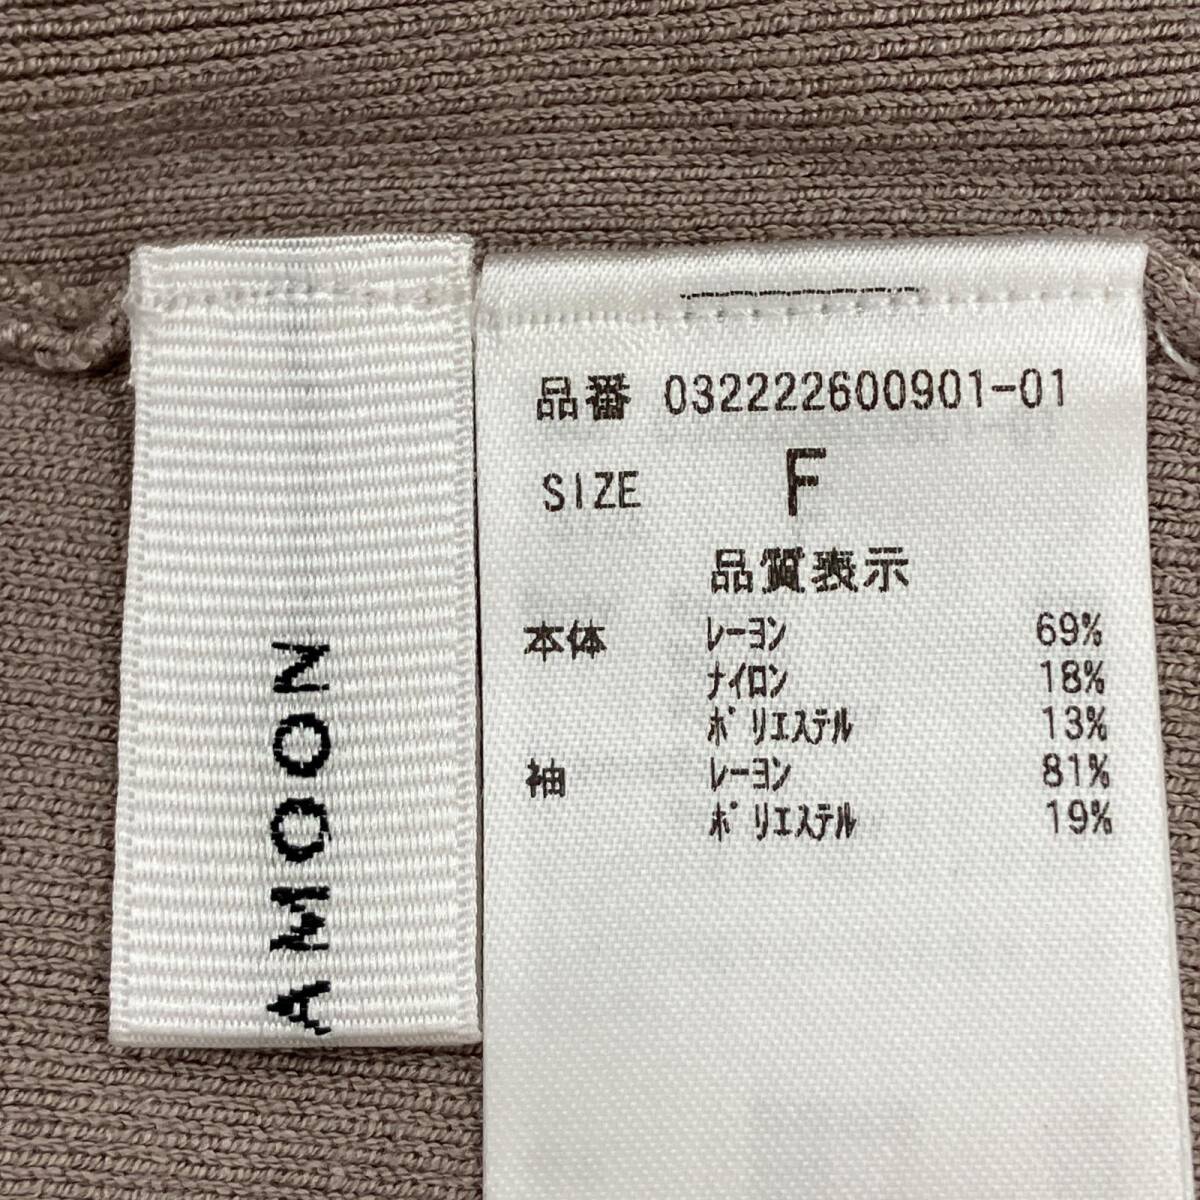 AMOON
品番 032222600901-01
SIZE F
品質表示
本体 レーヨン 69%
ナイロン 18%
ポリエステル 13%
袖 レーヨン 81%
ポリエステル 19%